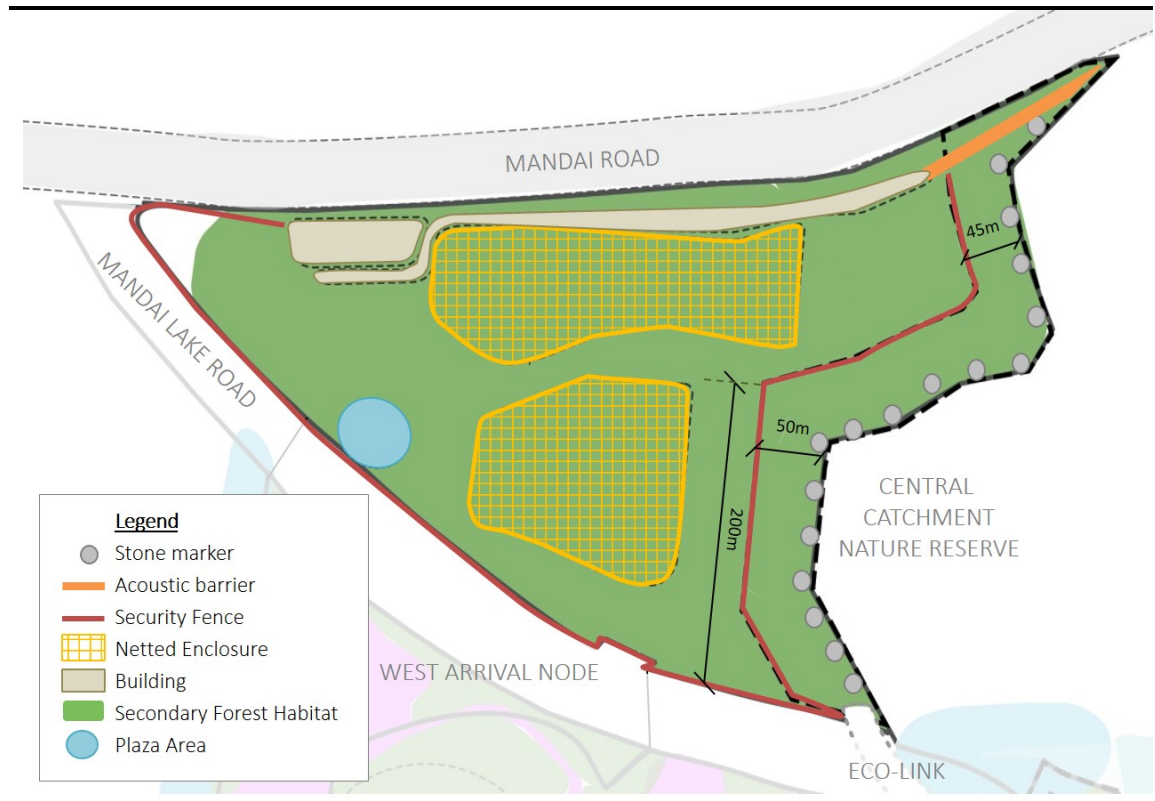 MANDAI ROAD
45m
MANDAI LAKE ROAD
50m
200m
CENTRAL
CATCHMENT
NATURE RESERVE
Legend
Stone marker
Acoustic barrier
Security Fence
Netted Enclosure
Building
Secondary Forest Habitat
Plaza Area
WEST ARRIVAL NODE
ECO-LINK